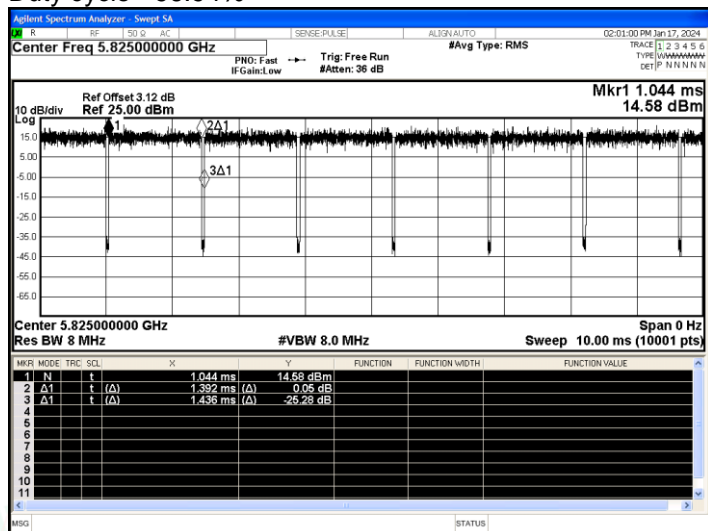 Agilent Spectrum Analyzer - Swept SA
R RF 50 Ω AC SENSE:PULSE ALIGN AUTO 02:01:00 PM Jan 17, 2024
Center Freq 5.825000000 GHz #Avg Type: RMS TRACE 1 2 3 4 5 6
PNO: Fast Trig: Free Run TYPE
IFGain:Low #Atten: 36 dB DET P N N N N N
Mkr1 1.044 ms
Ref Offset 3.12 dB
10 dB/div Ref 25.00 dBm 14.58 dBm
Log
1 2Δ1
15.0
5.00
3Δ1
-5.00
-15.0
-25.0
-35.0
-45.0
-55.0
-65.0
Center 5.825000000 GHz Span 0 Hz
Res BW 8 MHz #VBW 8.0 MHz Sweep 10.00 ms (10001 pts)
MKR MODE TRC SCL X Y FUNCTION FUNCTION WIDTH FUNCTION VALUE
1 N t 1.044 ms 14.58 dBm
2 Δ1 t (Δ) 1.392 ms (Δ) 0.05 dB
3 Δ1 t (Δ) 1.436 ms (Δ) -25.28 dB
4
5
6
7
8
9
10
11
MSG STATUS